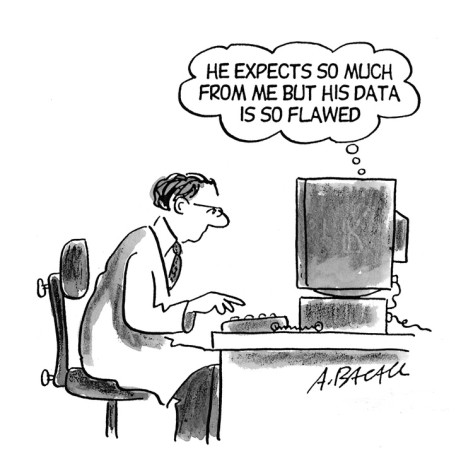 HE EXPECTS SO MUCH
FROM ME BUT HIS DATA
IS SO FLAWED
A. BACALL